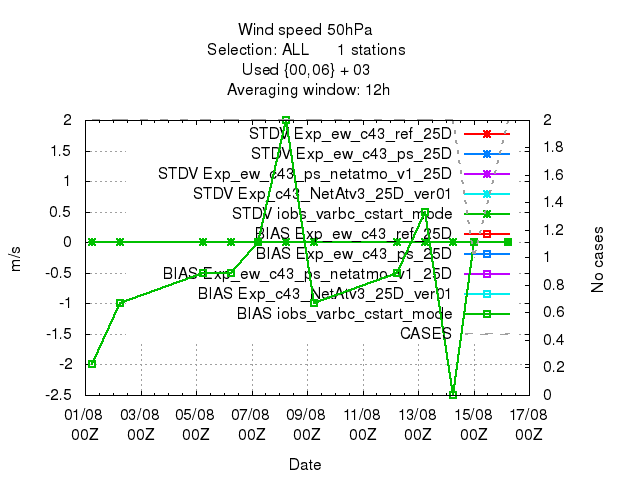 Wind speed 50hPa
Selection: ALL 1 stations
Used {00,06} + 03
Averaging window: 12h
m/s
2
1.5
1
0.5
0
-0.5
-1
-1.5
-2
-2.5
STDV Exp_ew_c43_ref_25D
STDV Exp_ew_c43_ps_25D
STDV Exp_ew_c43_ps_netatmo_v1_25D
STDV Exp_c43_NetAtv3_25D_ver01
STDV iobs_varbc_cstart_mode
BIAS Exp_ew_c43_ref_25D
BIAS Exp_ew_c43_ps_25D
BIAS Exp_ew_c43_ps_netatmo_v1_25D
BIAS Exp_c43_NetAtv3_25D_ver01
BIAS iobs_varbc_cstart_mode
CASES
2
1.8
1.6
1.4
1.2
1
0.8
0.6
0.4
0.2
0
No cases
01/08 03/08 05/08 07/08 09/08 11/08 13/08 15/08 17/08
00Z 00Z 00Z 00Z 00Z 00Z 00Z 00Z 00Z
Date